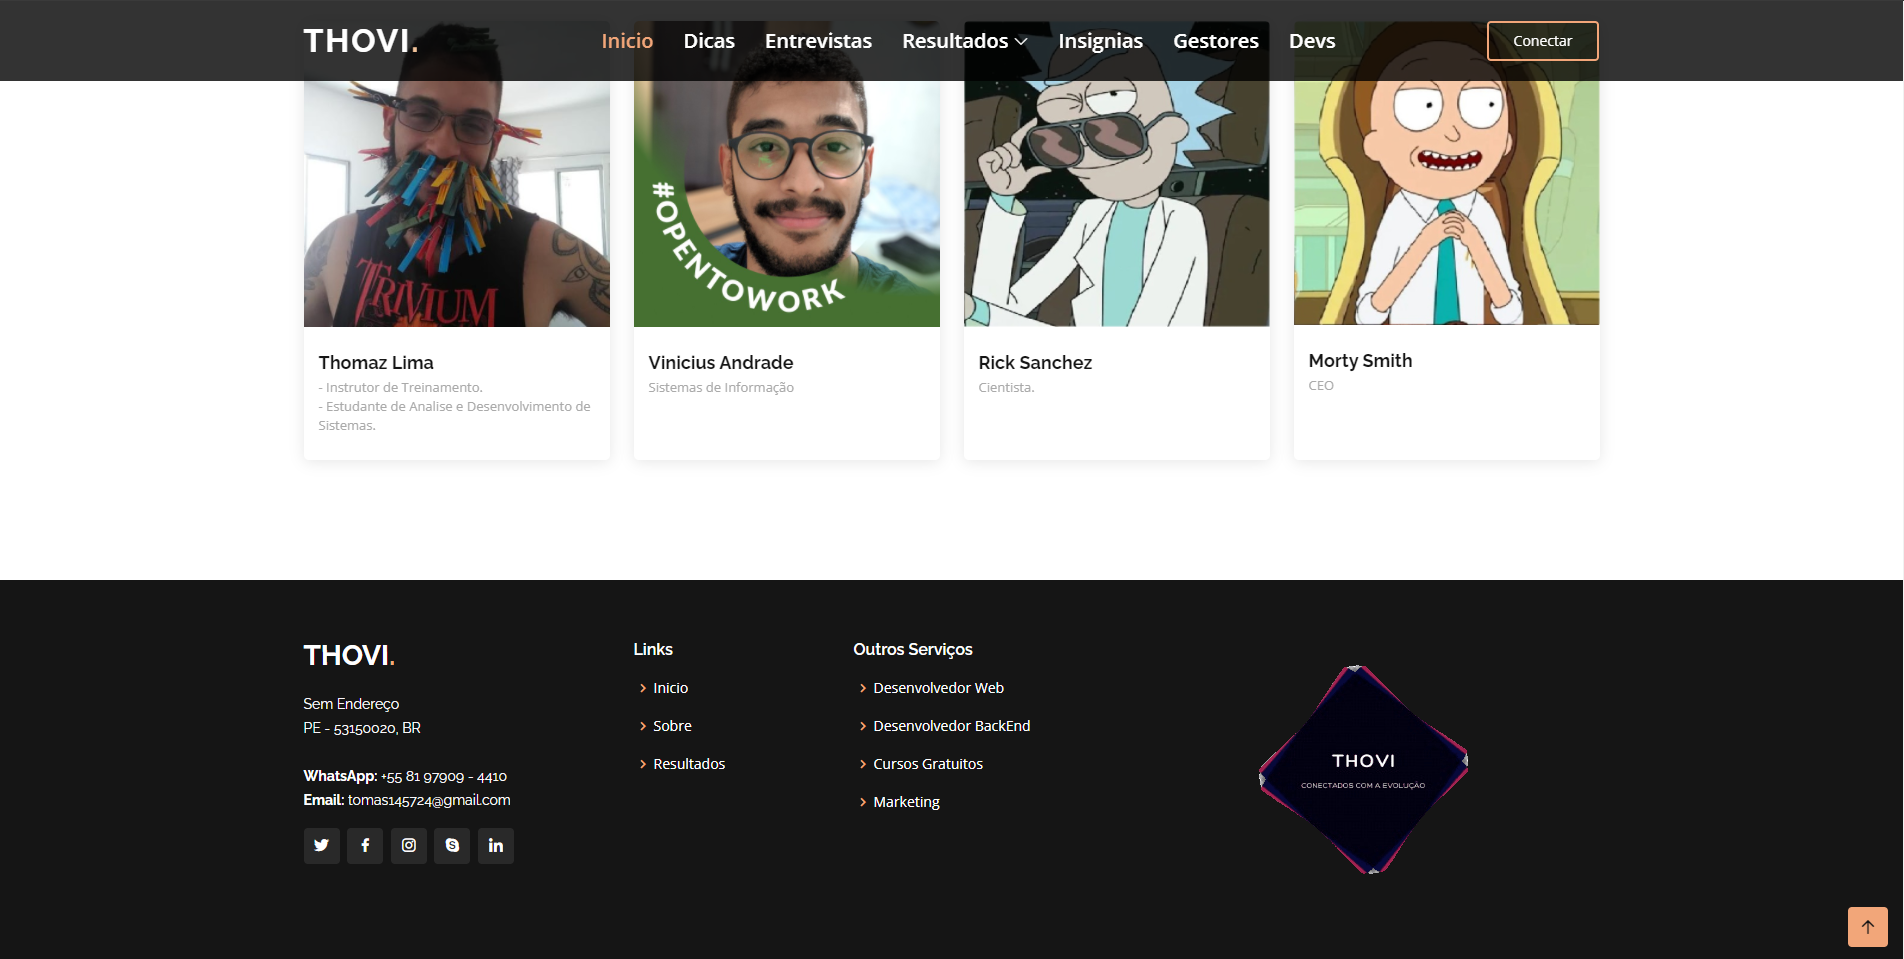 THOVI.
Inicio
Dicas
Entrevistas
Resultados
Insignias
Gestores
Devs
Conectar
TRIVIUM
#OPENTOWORK
Thomaz Lima
- Instrutor de Treinamento.
- Estudante de Analise e Desenvolvimento de
Sistemas.
Vinicius Andrade
Sistemas de Informação
Rick Sanchez
Cientista.
Morty Smith
CEO
THOVI.
Sem Endereço
PE - 53150020, BR
WhatsApp: +55 81 97909 - 4410
Email: tomas145724@gmail.com
Links
Inicio
Sobre
Resultados
Outros Serviços
Desenvolvedor Web
Desenvolvedor BackEnd
Cursos Gratuitos
Marketing
THOVI
CONECTADOS COM A EVOLUÇÃO